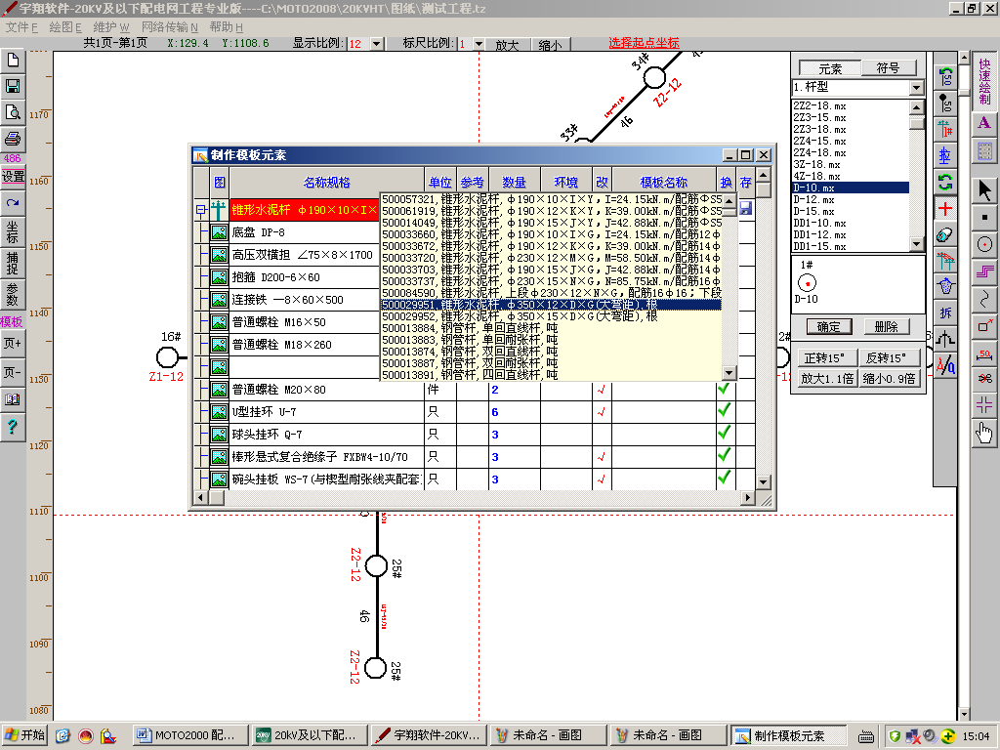 宇翔软件-20KV及以下配电网工程专业版----C:\MOTO2008\20KVHT\图纸\测试工程.tz
文件F 绘图E 维护W 网络传输N 帮助H
共1页-第1页 X:129.4 Y:1108.6 显示比例: 12 标尺比例: 1 放大 缩小 选择起点坐标
1170
1160
1150
1140
1130
1120
1110
1100
1090
1080
486
设置
坐标
捕捉
参数
模板
页+
页-
34#
Z2-12
46
33#
16#
Z1-12
Z2-12
25#
46
Z2-12
25#
制作模板元素
图 名称规格 单位 参考 数量 环境 改 模板名称 换 存
锥形水泥杆 φ190×10×I×
底盘 DP-8
高压双横担 ∠75×8×1700
抱箍 D200-6×60
连接铁 —8×60×500
普通螺栓 M16×50
普通螺栓 M18×260
普通螺栓 M20×80 件 2 √
U型挂环 U-7 只 6 √
球头挂环 Q-7 只 3
棒形悬式复合绝缘子 FXBW4-10/70 只 3 √
碗头挂板 WS-7(与楔型耐张线夹配套 只 3 √
500057321,锥形水泥杆,φ190×10×I×Y,I=24.15kN.m/配筋ΦS5
500061919,锥形水泥杆,φ190×12×K×Y,K=39.00kN.m/配筋ΦS5
500014049,锥形水泥杆,φ190×15×J×Y,J=42.88kN.m/配筋ΦS5
500033660,锥形水泥杆,φ190×10×I×G,I=24.15kN.m/配筋12φ
500033672,锥形水泥杆,φ190×12×K×G,K=39.00kN.m/配筋14φ
500033720,锥形水泥杆,φ230×12×M×G,M=58.50kN.m/配筋14φ
500033703,锥形水泥杆,φ190×15×J×G,J=42.88kN.m/配筋14φ
500033737,锥形水泥杆,φ230×15×N×G,N=85.75kN.m/配筋16φ
500084590,锥形水泥杆,上段φ230×12×N×G,配筋16φ16；下段
500029951,锥形水泥杆,φ350×12×D×G(大弯距),根
500029952,锥形水泥杆,φ350×15×D×G(大弯距),根
500013884,钢管杆,单回直线杆,吨
500013883,钢管杆,单回耐张杆,吨
500013874,钢管杆,双回直线杆,吨
500013887,钢管杆,双回耐张杆,吨
500013891,钢管杆,四回直线杆,吨
元素 符号
1.杆型
2Z2-18.mx
2Z3-15.mx
2Z3-18.mx
2Z4-15.mx
2Z4-18.mx
3Z-18.mx
4Z-18.mx
D-10.mx
D-12.mx
D-15.mx
DD1-10.mx
DD1-12.mx
DD1-15.mx
1#
D-10
确定 删除
正转15° 反转15°
放大1.1倍 缩小0.9倍
50
50
拆
A/Q
快速绘制
A
50
开始 MOTO2000 配... 20kV及以下配... 宇翔软件-20KV... 未命名 - 画图 未命名 - 画图 制作模板元素 15:04